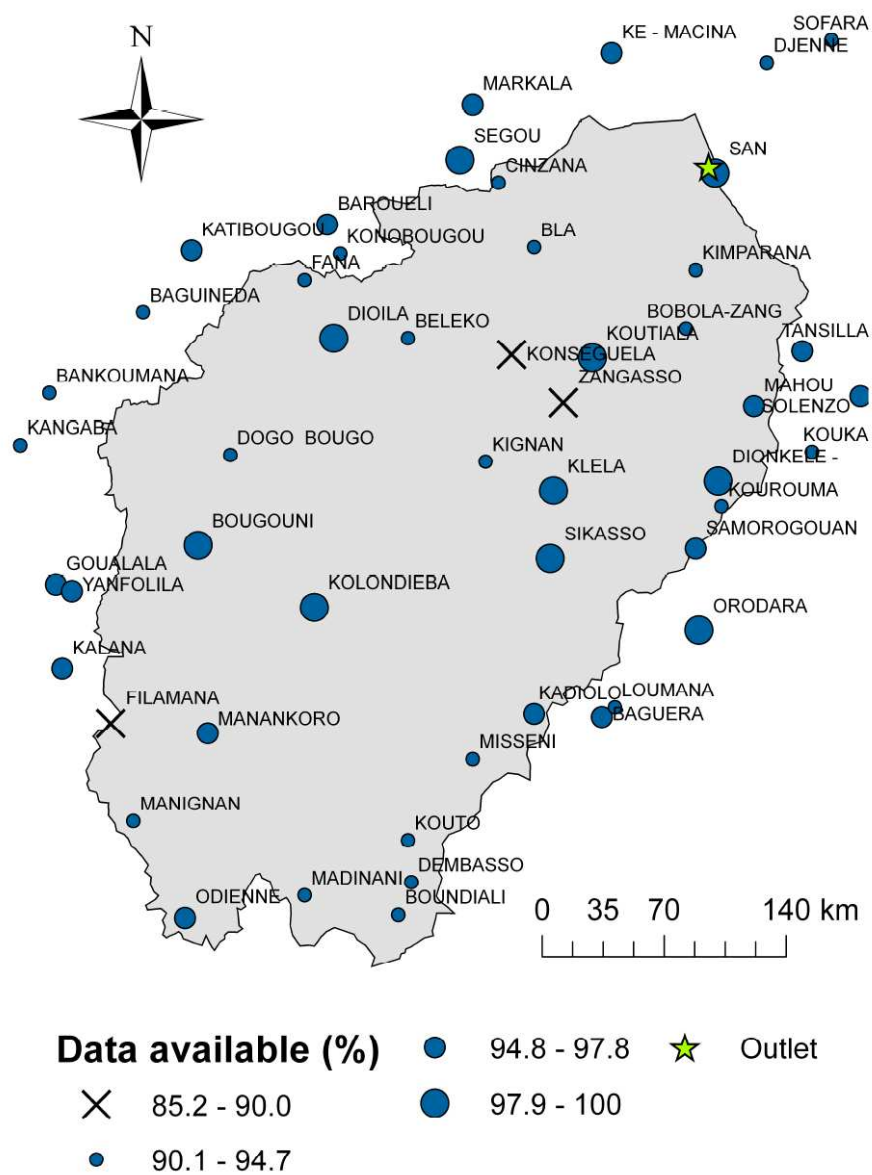 SOFARA
KE - MACINA
DJENNE
N
MARKALA
SEGOU
SAN
CINZANA
BAROUELI
KATIBOUGOU
KONOBOUGOU
BLA
FANA
KIMPARANA
BAGUINEDA
DIOILA
BELEKO
BOBOLA-ZANG
KOUTIALA
TANSILLA
KONSEGUELA
ZANGASSO
BANKOUMANA
MAHOU
SOLENZO
KANGABA
DOGO BOUGO
KIGNAN
KOUKA
DIONKELE -
KLELA
KOUROUMA
BOUGOUNI
SIKASSO
SAMOROGOUAN
GOUALALA
YANFOLILA
KOLONDIEBA
ORODARA
KALANA
FILAMANA
KADIOLO
LOUMANA
MANANKORO
BAGUERA
MISSENI
MANIGNAN
KOUTO
DEMBASSO
ODIENNE
MADINANI
BOUNDIALI
0 35 70 140 km
Data available (%)
94.8 - 97.8
Outlet
85.2 - 90.0
97.9 - 100
90.1 - 94.7